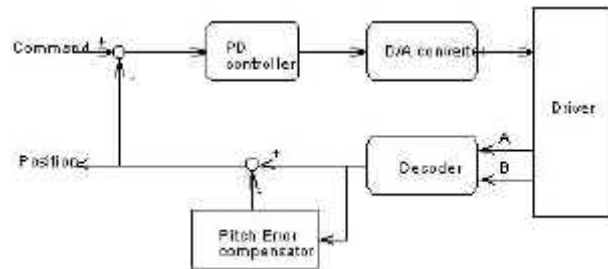 Command
+
-
PD
controller
D/A converter
Driver
A
B
Decoder
Position
+
-
Pitch Error
compensator